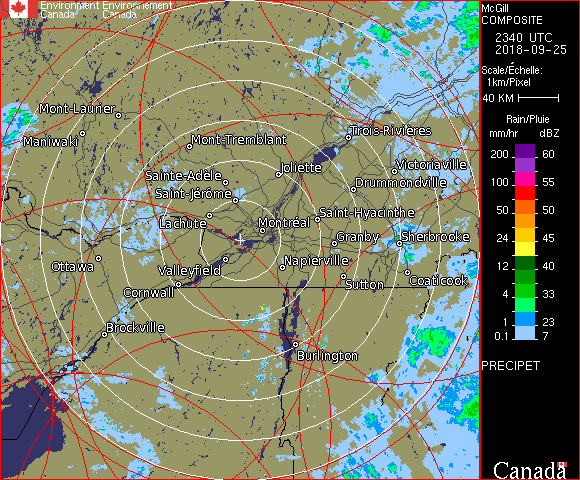 Environment Environnement
Canada Canada
McGill
COMPOSITE
2340 UTC
2018-09-25
Scale/Échelle:
1km/Pixel
40 KM
Rain/Pluie
mm/hr dBZ
200 60
55
100 55
50 50
24 45
12 40
4 33
1 23
0.1 7
PRECIPET
Canada
Mont-Laurier
Maniwaki
Mont-Tremblant
Trois-Rivières
Joliette
Victoriaville
Sainte-Adèle
Drummondville
Saint-Jérôme
Lachute
Saint-Hyacinthe
Montréal
Granby
Sherbrooke
Ottawa
Valleyfield
Napierville
Cornwall
Sutton
Coaticook
Brockville
Burlington